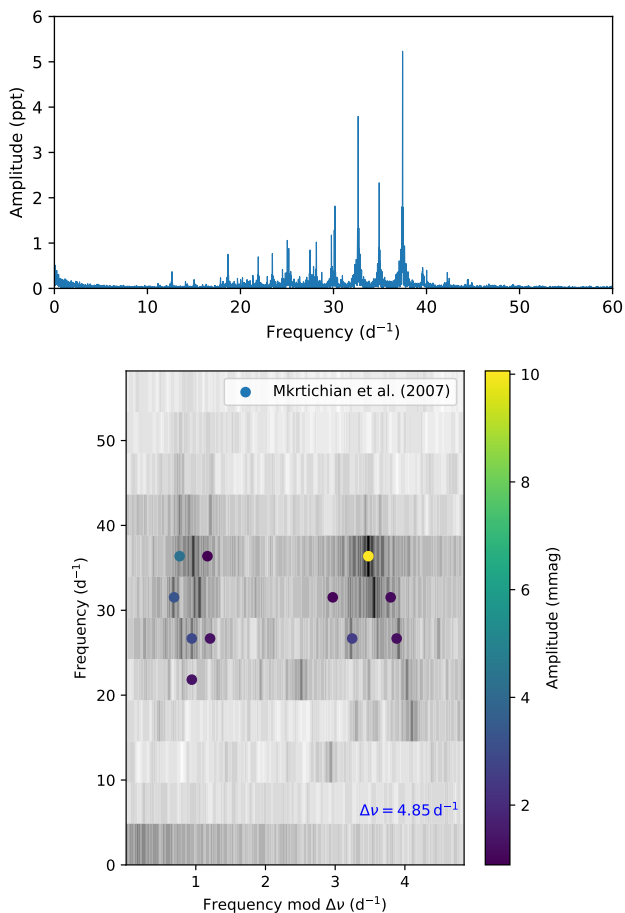 6
5
4
3
2
1
0
Amplitude (ppt)
0 10 20 30 40 50 60
Frequency (d⁻¹)
Mkrtichian et al. (2007)
50
40
30
20
10
0
Frequency (d⁻¹)
Δν = 4.85 d⁻¹
1 2 3 4
Frequency mod Δν (d⁻¹)
10
8
6
4
2
Amplitude (mmag)